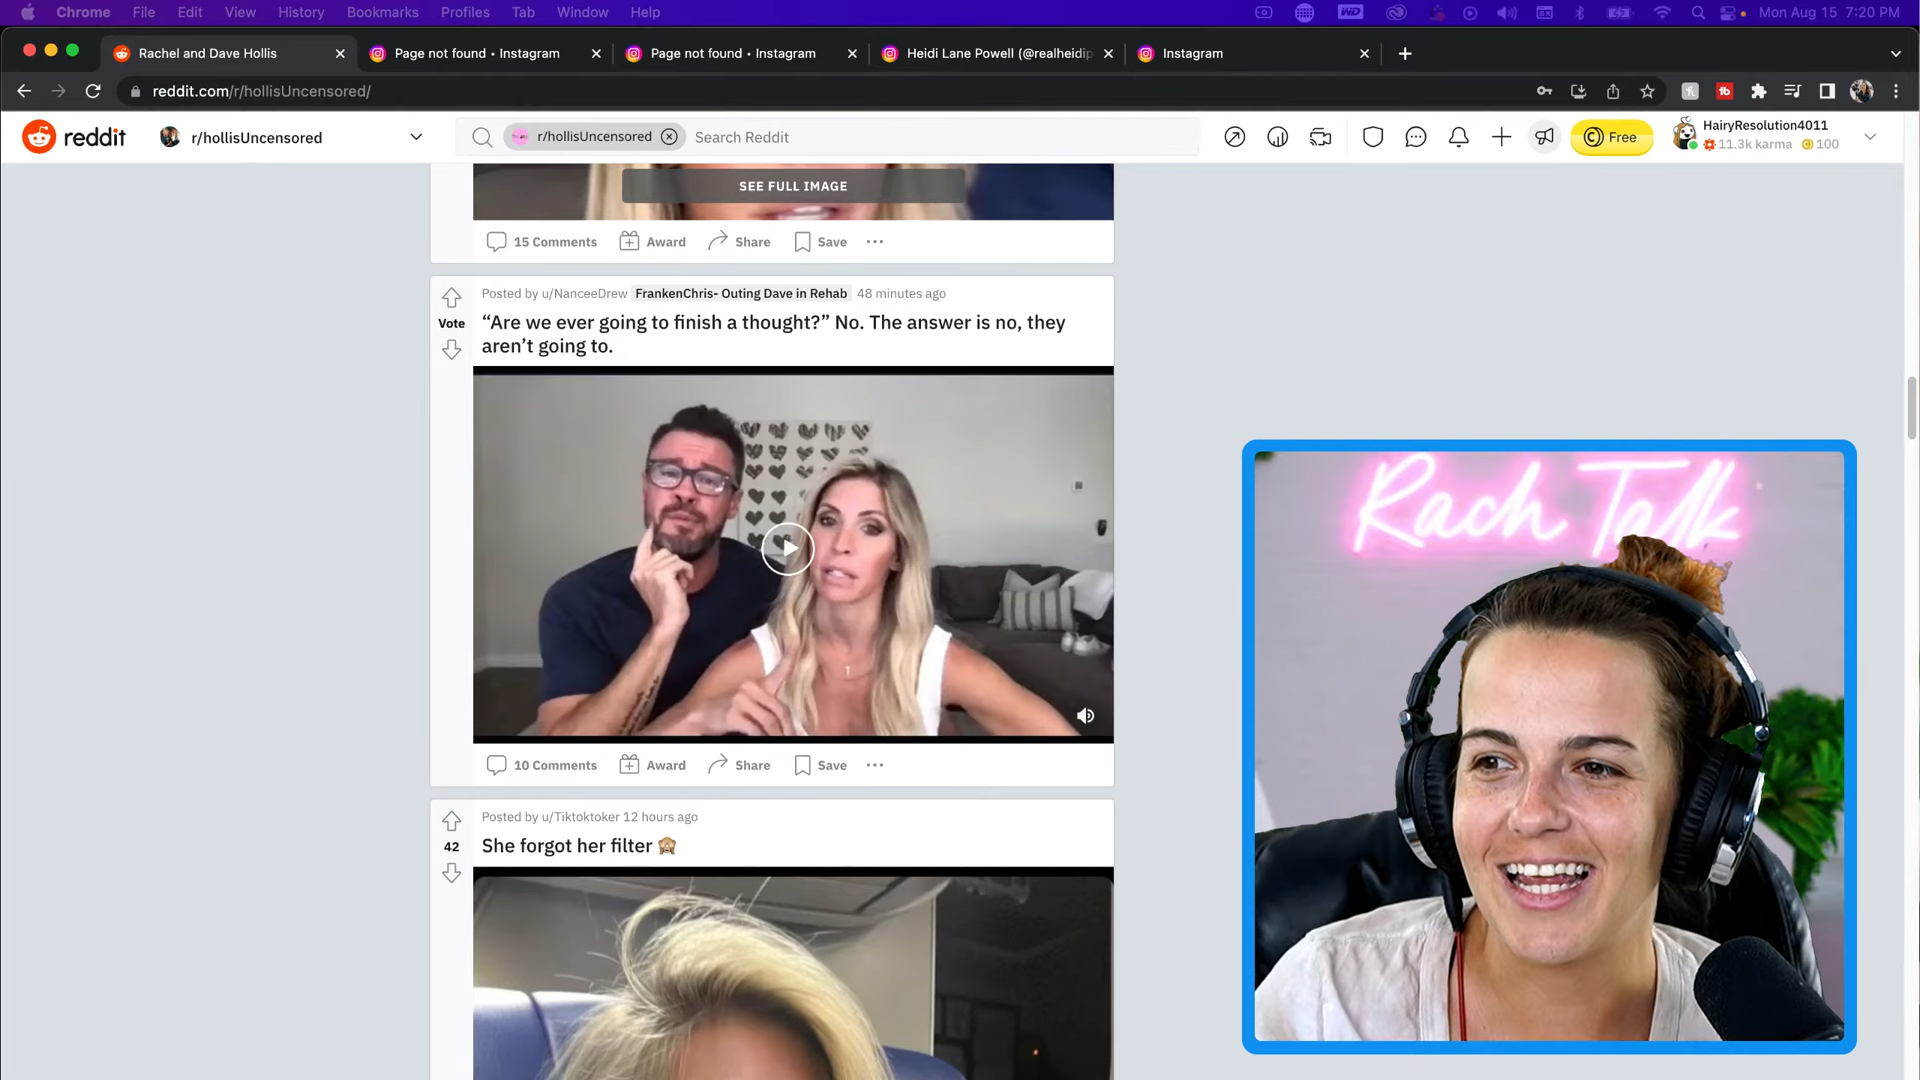 Chrome File Edit View History Bookmarks Profiles Tab Window Help Mon Aug 15 7:20 PM
Rachel and Dave Hollis Page not found • Instagram Page not found • Instagram Heidi Lane Powell (@realheidip Instagram
reddit.com/r/hollisUncensored/
reddit r/hollisUncensored r/hollisUncensored Search Reddit Free HairyResolution4011
11.3k karma 100
SEE FULL IMAGE
15 Comments Award Share Save
Posted by u/NanceeDrew FrankenChris- Outing Dave in Rehab 48 minutes ago
Vote
“Are we ever going to finish a thought?” No. The answer is no, they
aren’t going to.
10 Comments Award Share Save
Posted by u/Tiktoktoker 12 hours ago
42
She forgot her filter 🙈
Rach Talk